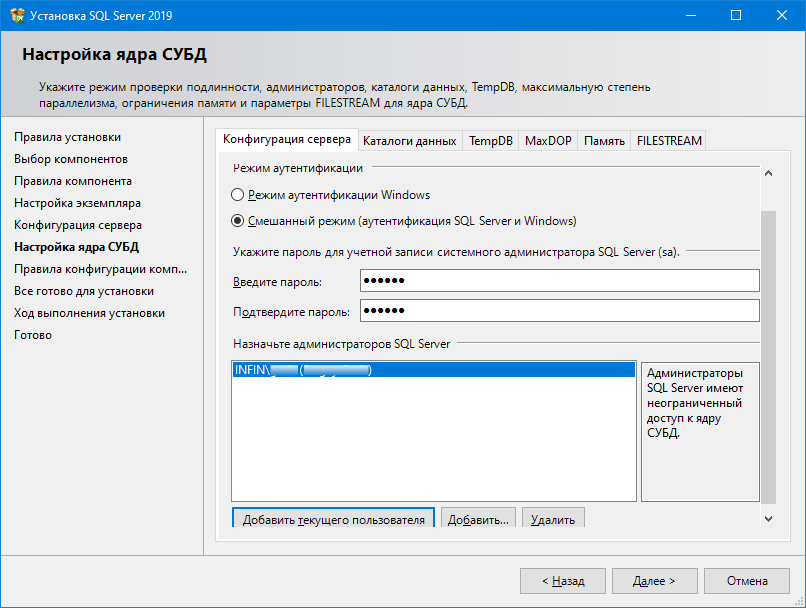 Установка SQL Server 2019
Настройка ядра СУБД
Укажите режим проверки подлинности, администраторов, каталоги данных, TempDB, максимальную степень
параллелизма, ограничения памяти и параметры FILESTREAM для ядра СУБД.
Правила установки
Выбор компонентов
Правила компонента
Настройка экземпляра
Конфигурация сервера
Настройка ядра СУБД
Правила конфигурации комп...
Все готово для установки
Ход выполнения установки
Готово
Конфигурация сервера Каталоги данных TempDB MaxDOP Память FILESTREAM
Режим аутентификации
Режим аутентификации Windows
Смешанный режим (аутентификация SQL Server и Windows)
Укажите пароль для учетной записи системного администратора SQL Server (sa).
Введите пароль: ●●●●●●
Подтвердите пароль: ●●●●●●
Назначьте администраторов SQL Server
INFIN\
Администраторы
SQL Server имеют
неограниченный
доступ к ядру
СУБД.
Добавить текущего пользователя Добавить... Удалить
< Назад Далее > Отмена